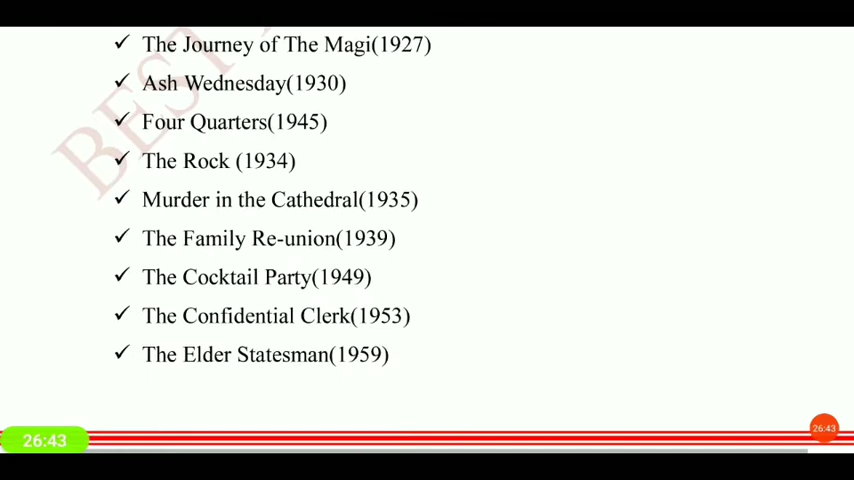 The Journey of The Magi(1927)
Ash Wednesday(1930)
Four Quarters(1945)
The Rock (1934)
Murder in the Cathedral(1935)
The Family Re-union(1939)
The Cocktail Party(1949)
The Confidential Clerk(1953)
The Elder Statesman(1959)
BEST
26:43
26:43